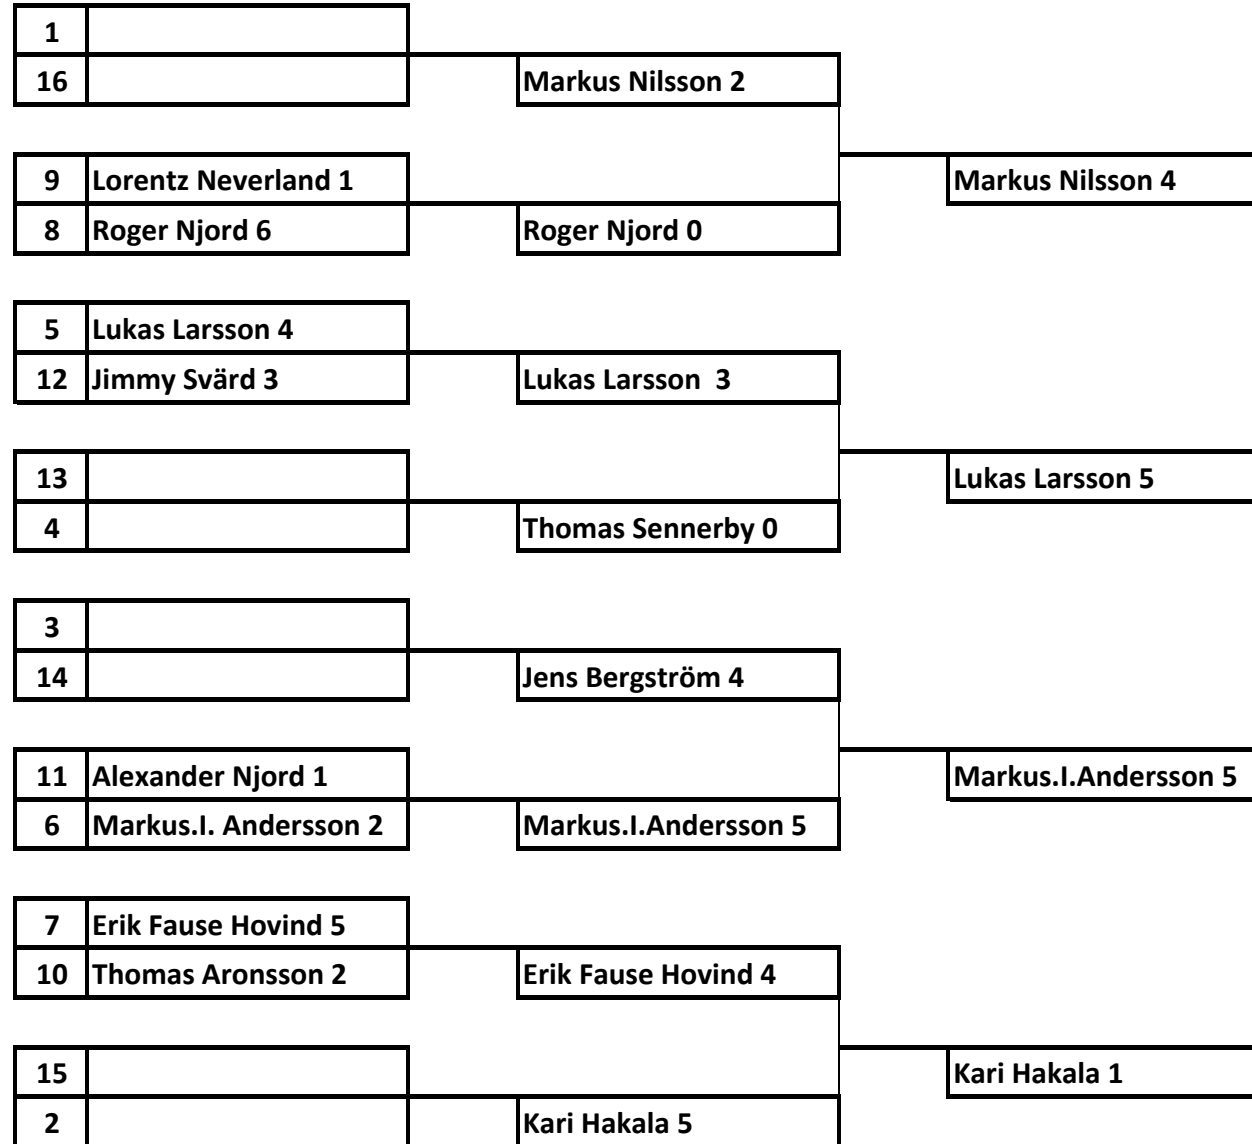 1
16 Markus Nilsson 2
9 Lorentz Neverland 1 Markus Nilsson 4
8 Roger Njord 6 Roger Njord 0
5 Lukas Larsson 4
12 Jimmy Svärd 3 Lukas Larsson 3
13 Lukas Larsson 5
4 Thomas Sennerby 0
3
14 Jens Bergström 4
11 Alexander Njord 1 Markus.I.Andersson 5
6 Markus.I. Andersson 2 Markus.I.Andersson 5
7 Erik Fause Hovind 5
10 Thomas Aronsson 2 Erik Fause Hovind 4
15 Kari Hakala 1
2 Kari Hakala 5